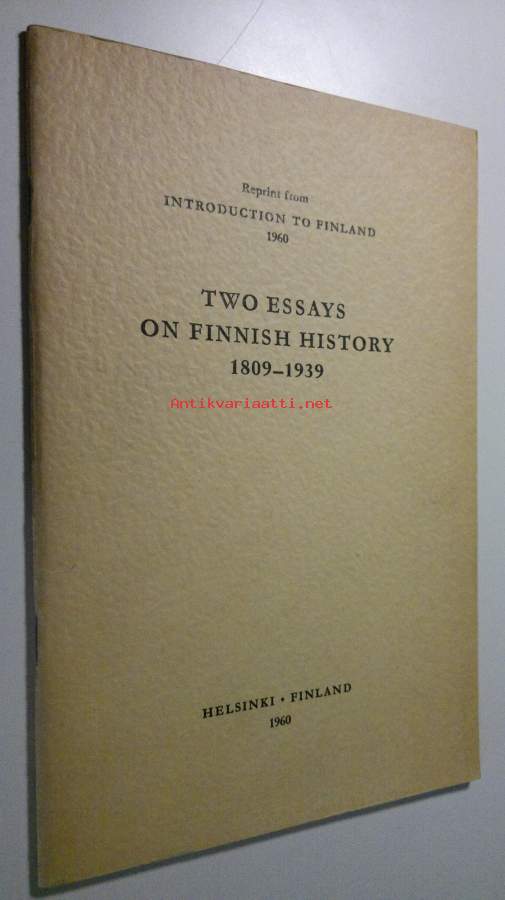 Reprint from
INTRODUCTION TO FINLAND
1960
TWO ESSAYS
ON FINNISH HISTORY
1809–1939
Antikvariaatti.net
HELSINKI • FINLAND
1960